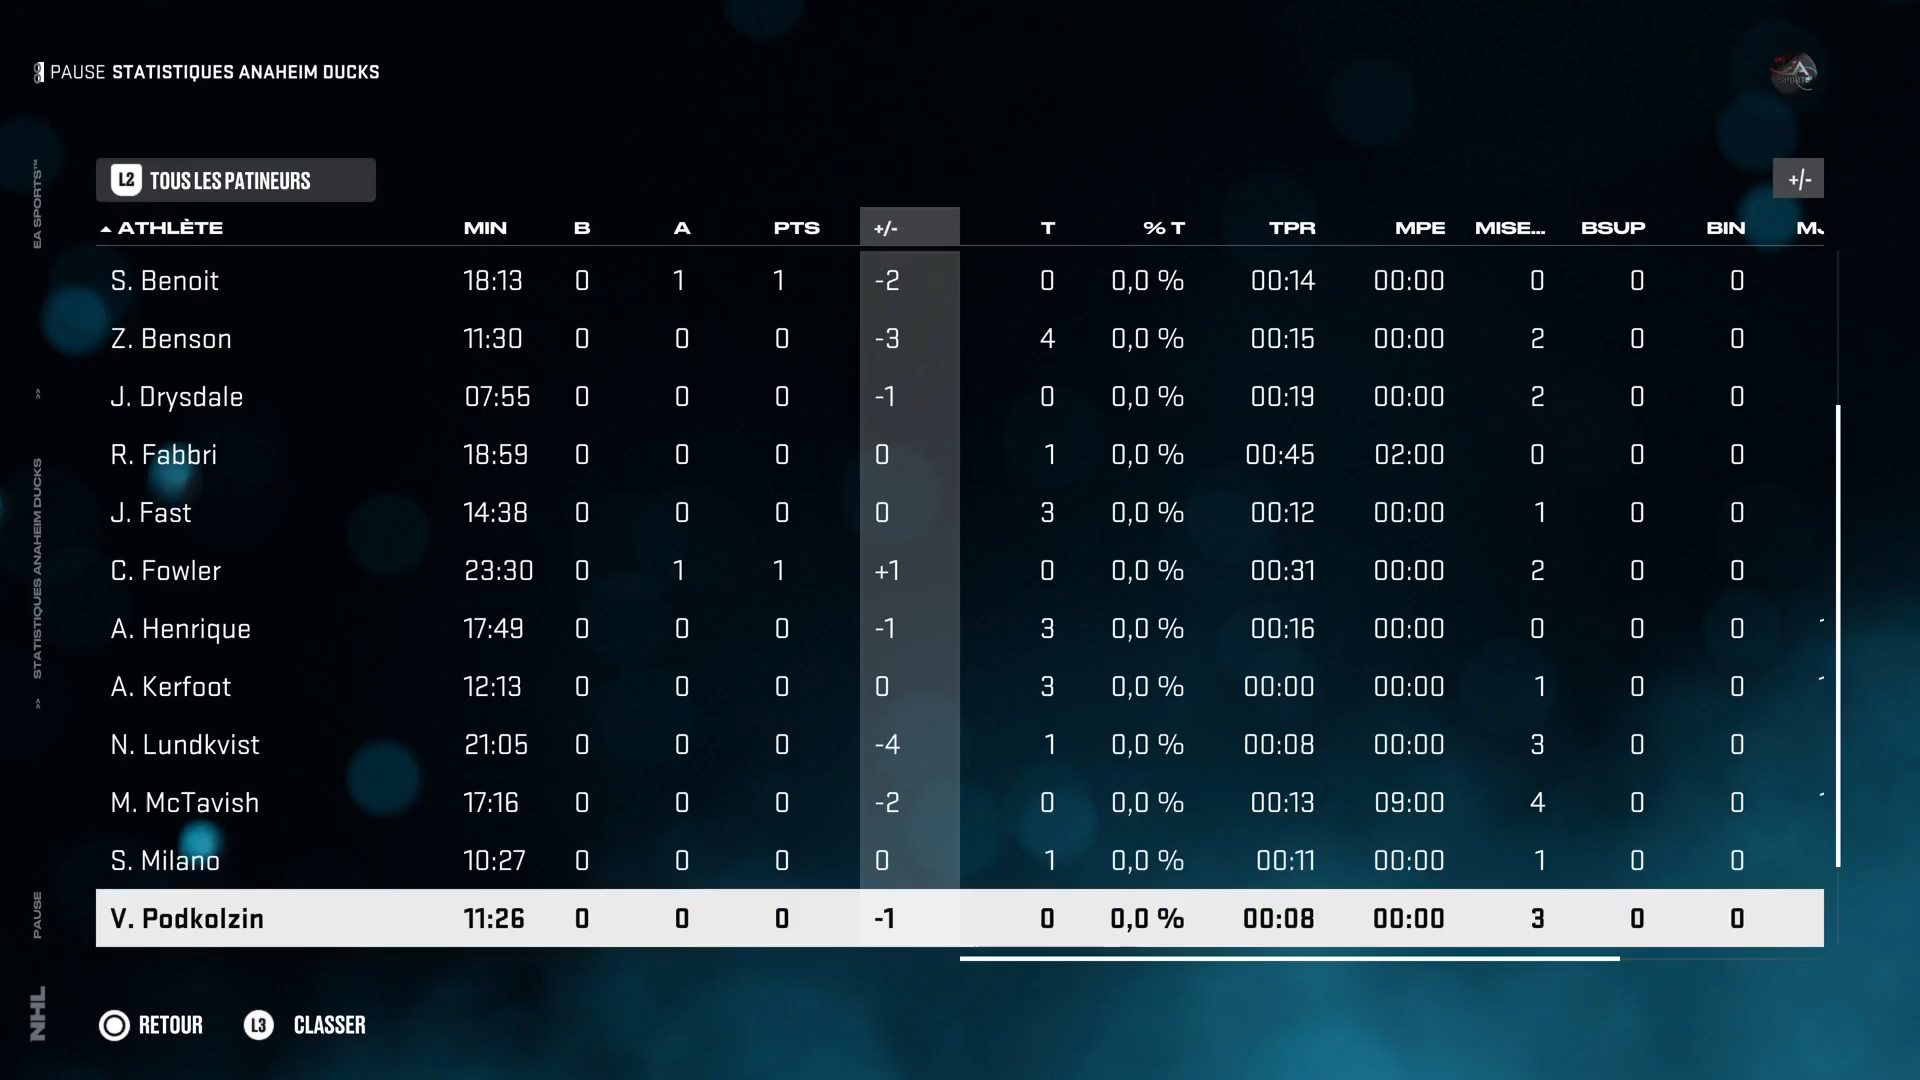 PAUSE STATISTIQUES ANAHEIM DUCKS
L2 TOUS LES PATINEURS
+/-
ATHLÈTE MIN B A PTS +/- T % T TPR MPE MISE... BSUP BIN
S. Benoit 18:13 0 1 1 -2 0 0,0 % 00:14 00:00 0 0 0
Z. Benson 11:30 0 0 0 -3 4 0,0 % 00:15 00:00 2 0 0
J. Drysdale 07:55 0 0 0 -1 0 0,0 % 00:19 00:00 2 0 0
R. Fabbri 18:59 0 0 0 0 1 0,0 % 00:45 02:00 0 0 0
J. Fast 14:38 0 0 0 0 3 0,0 % 00:12 00:00 1 0 0
C. Fowler 23:30 0 1 1 +1 0 0,0 % 00:31 00:00 2 0 0
A. Henrique 17:49 0 0 0 -1 3 0,0 % 00:16 00:00 0 0 0
A. Kerfoot 12:13 0 0 0 0 3 0,0 % 00:00 00:00 1 0 0
N. Lundkvist 21:05 0 0 0 -4 1 0,0 % 00:08 00:00 3 0 0
M. McTavish 17:16 0 0 0 -2 0 0,0 % 00:13 09:00 4 0 0
S. Milano 10:27 0 0 0 0 1 0,0 % 00:11 00:00 1 0 0
V. Podkolzin 11:26 0 0 0 -1 0 0,0 % 00:08 00:00 3 0 0
RETOUR L3 CLASSER
NHL PAUSE >> STATISTIQUES ANAHEIM DUCKS >> EA SPORTS™